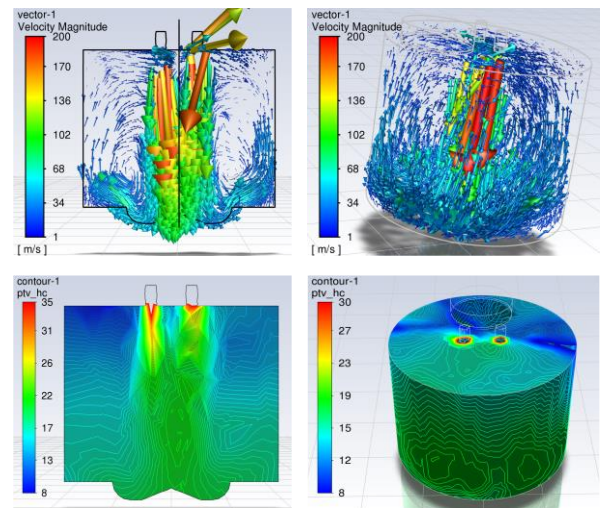 vector-1
Velocity Magnitude
200
170
136
102
68
34
1
[ m/s ]
vector-1
Velocity Magnitude
200
170
136
102
68
34
1
[ m/s ]
contour-1
ptv_hc
35
31
26
22
17
13
8
contour-1
ptv_hc
30
27
23
19
15
12
8